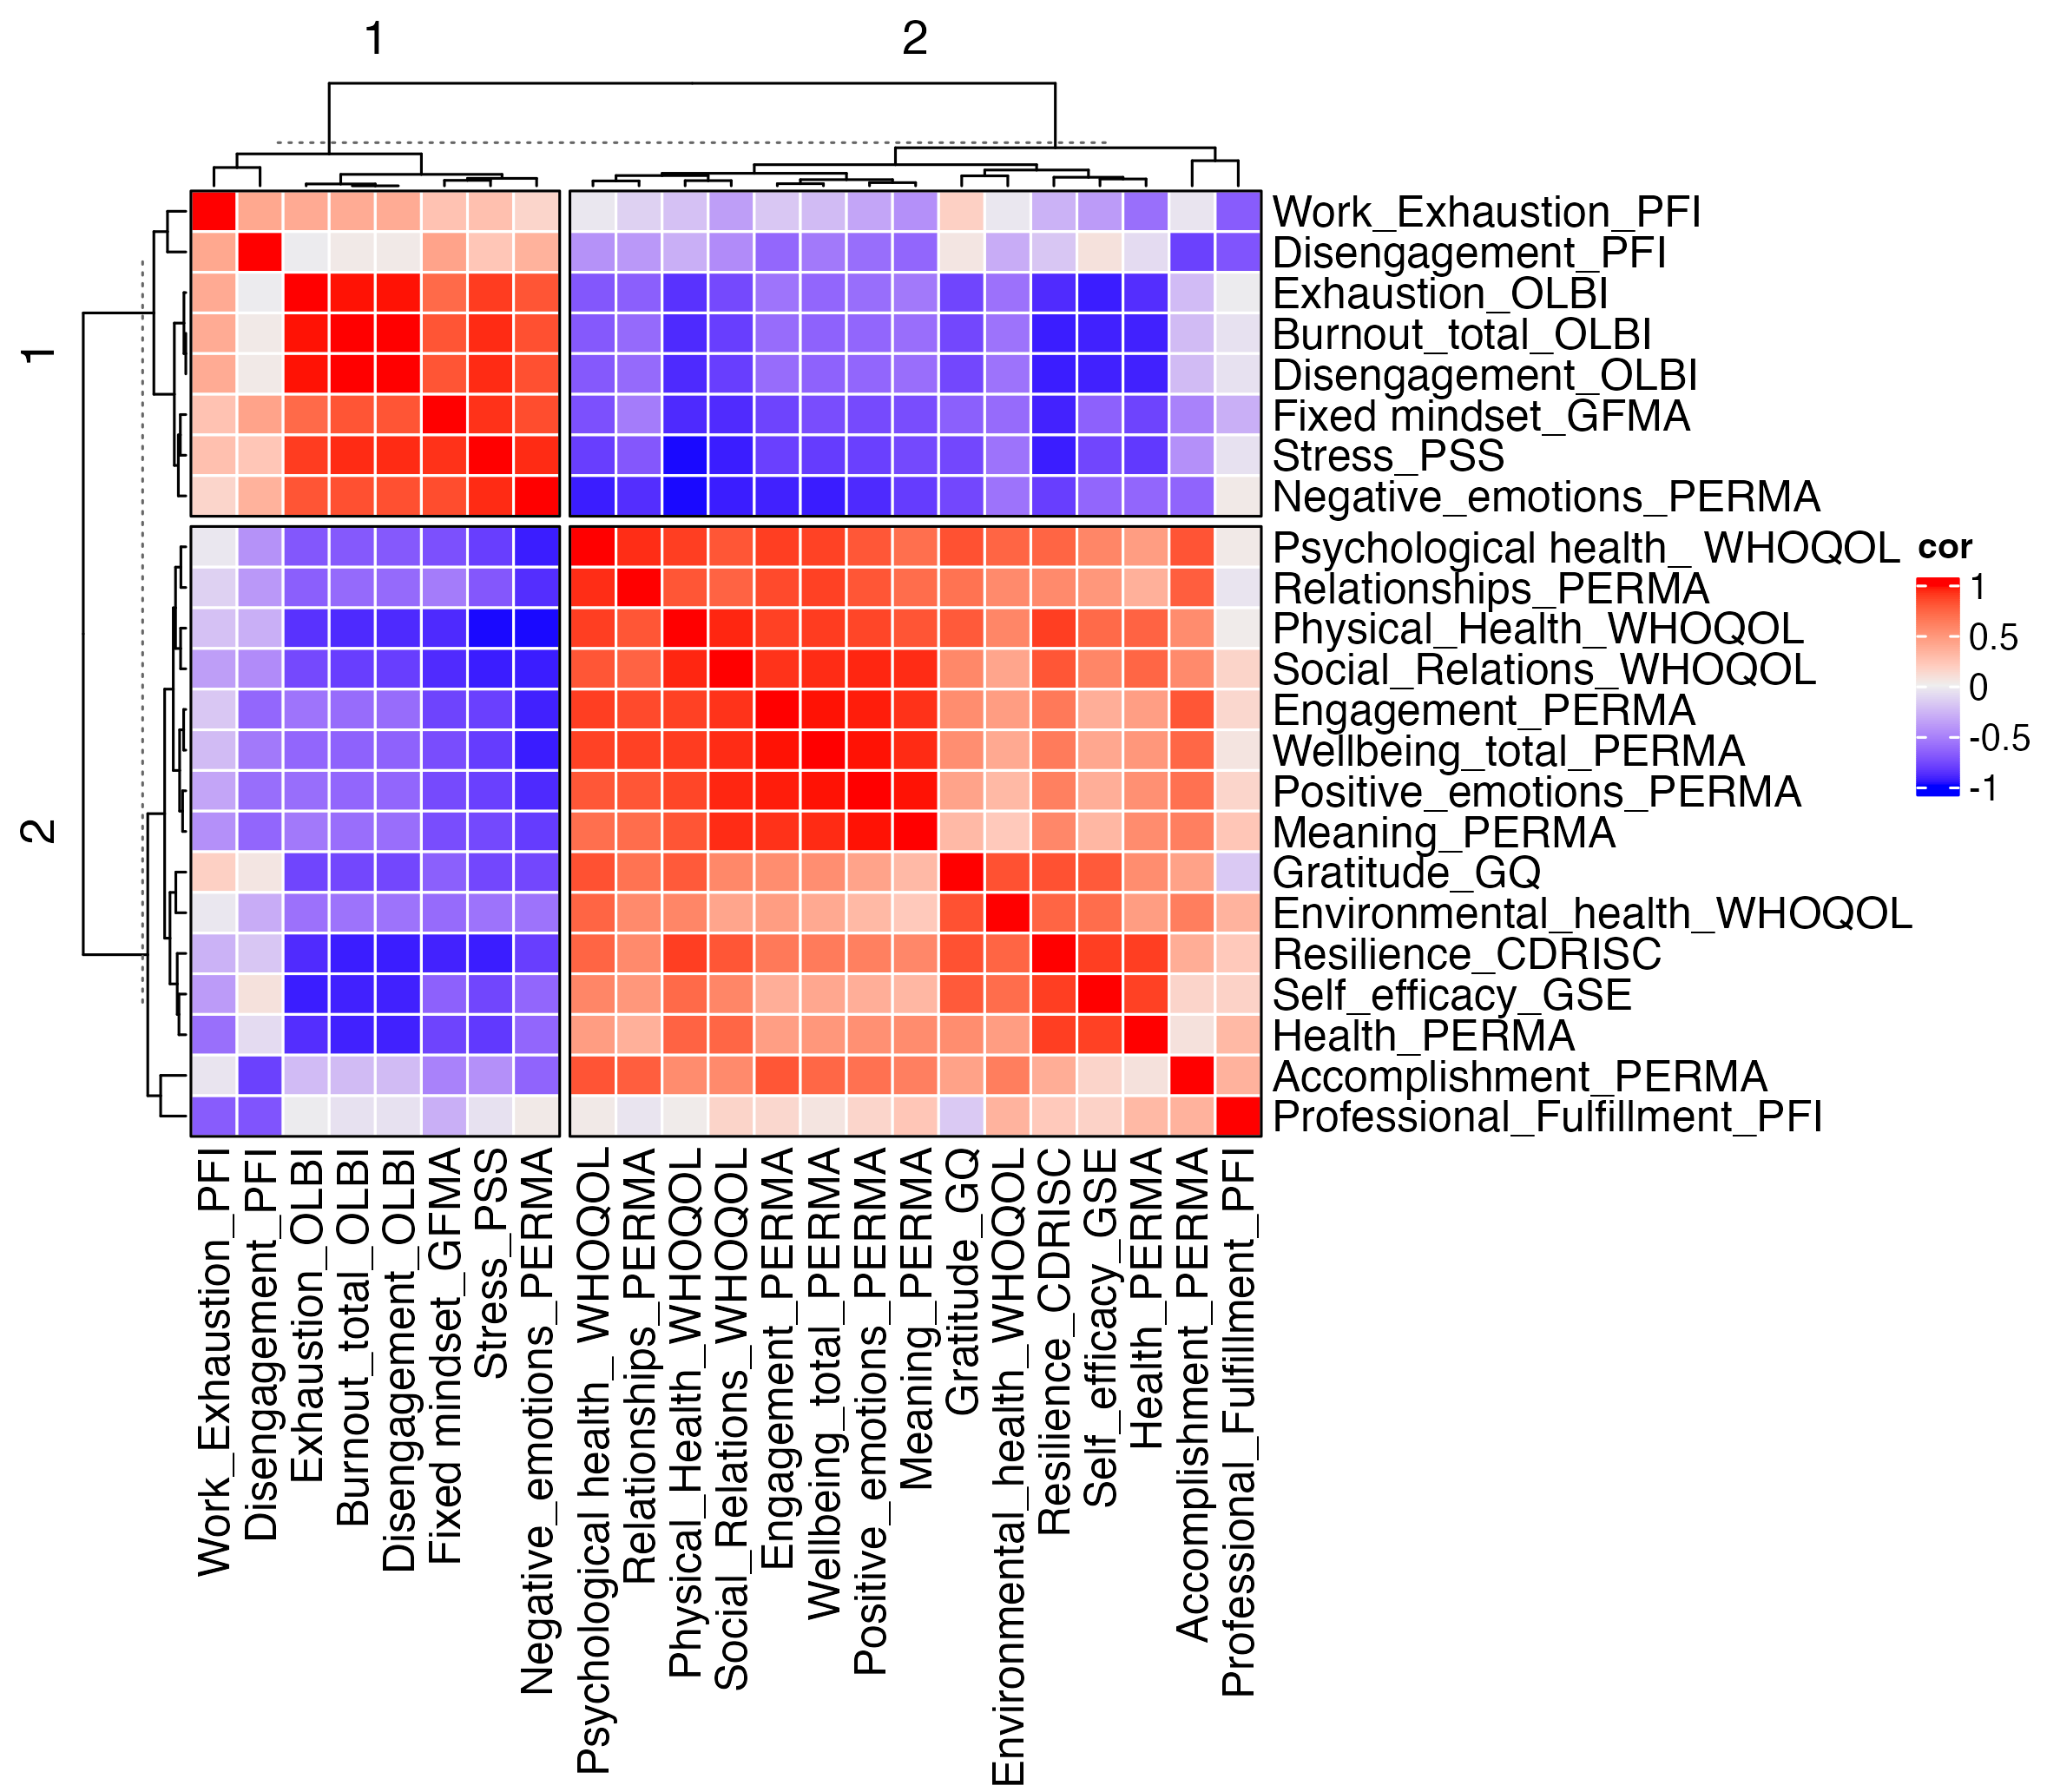 1
2
1
2
Work_Exhaustion_PFI
Disengagement_PFI
Exhaustion_OLBI
Burnout_total_OLBI
Disengagement_OLBI
Fixed mindset_GFMA
Stress_PSS
Negative_emotions_PERMA
Psychological health_ WHOQOL
Relationships_PERMA
Physical_Health_WHOQOL
Social_Relations_WHOQOL
Engagement_PERMA
Wellbeing_total_PERMA
Positive_emotions_PERMA
Meaning_PERMA
Gratitude_GQ
Environmental_health_WHOQOL
Resilience_CDRISC
Self_efficacy_GSE
Health_PERMA
Accomplishment_PERMA
Professional_Fulfillment_PFI
cor
1
0.5
0
-0.5
-1
Work_Exhaustion_PFI
Disengagement_PFI
Exhaustion_OLBI
Burnout_total_OLBI
Disengagement_OLBI
Fixed mindset_GFMA
Stress_PSS
Negative_emotions_PERMA
Psychological health_ WHOQOL
Relationships_PERMA
Physical_Health_WHOQOL
Social_Relations_WHOQOL
Engagement_PERMA
Wellbeing_total_PERMA
Positive_emotions_PERMA
Meaning_PERMA
Gratitude_GQ
Environmental_health_WHOQOL
Resilience_CDRISC
Self_efficacy_GSE
Health_PERMA
Accomplishment_PERMA
Professional_Fulfillment_PFI